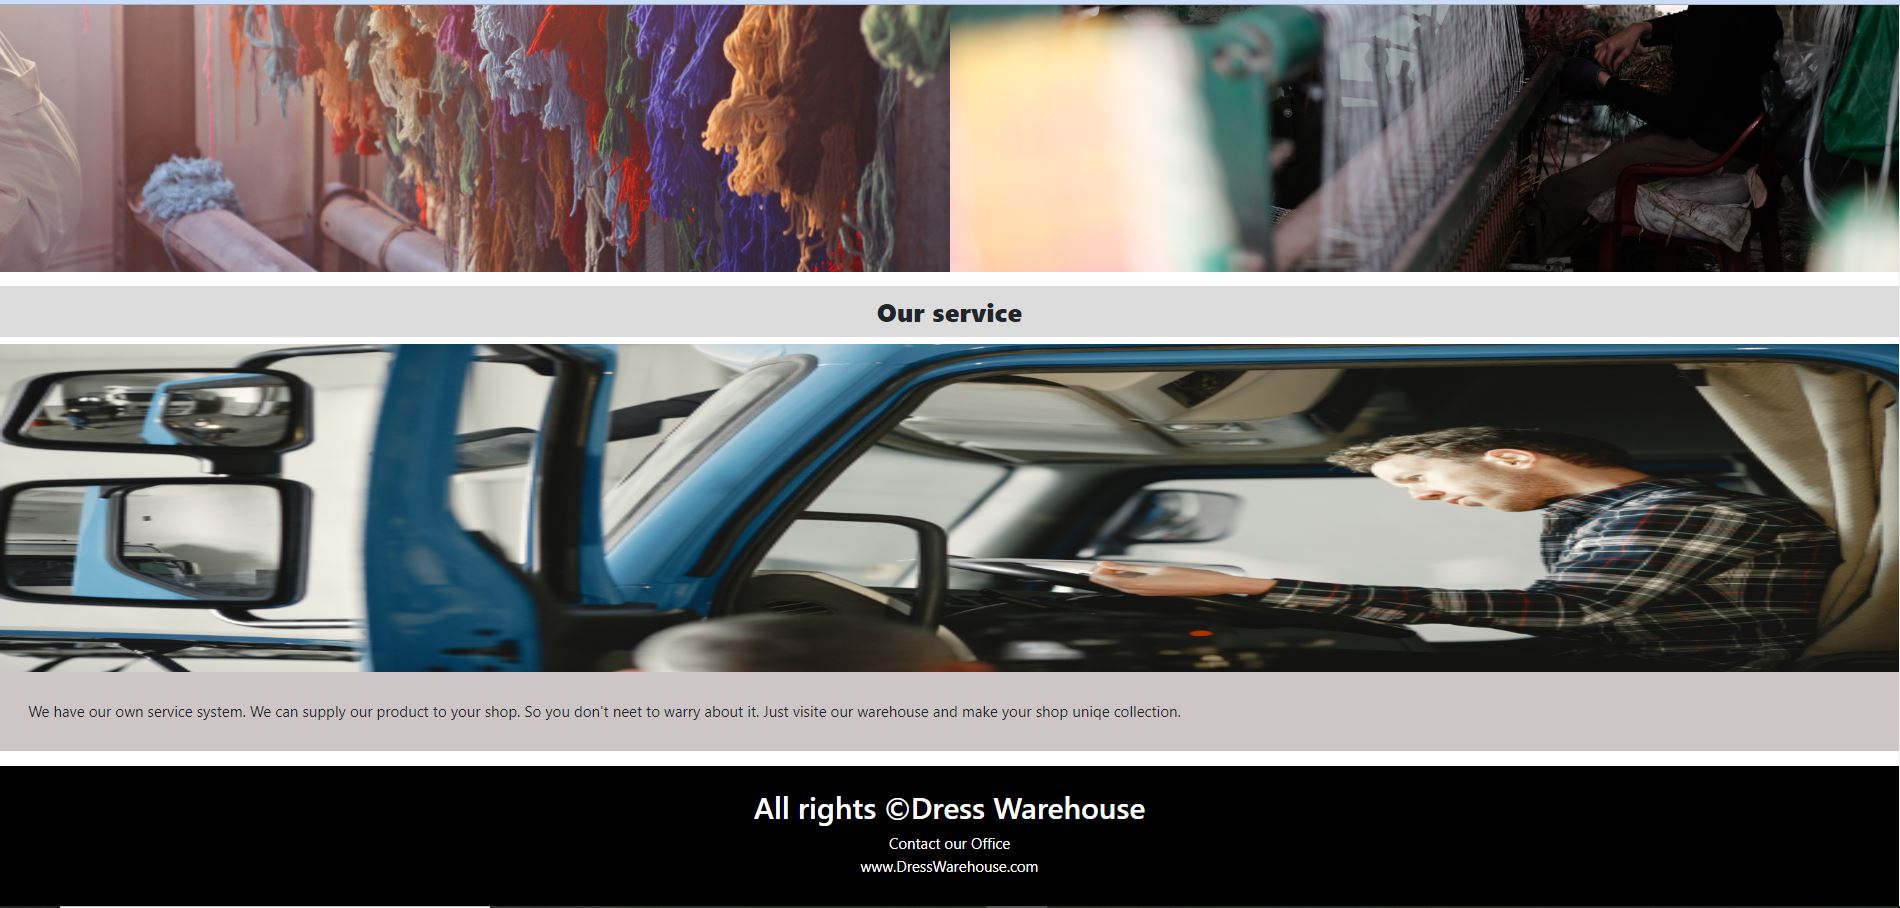 Our service
We have our own service system. We can supply our product to your shop. So you don't neet to warry about it. Just visite our warehouse and make your shop uniqe collection.
All rights ©Dress Warehouse
Contact our Office
www.DressWarehouse.com